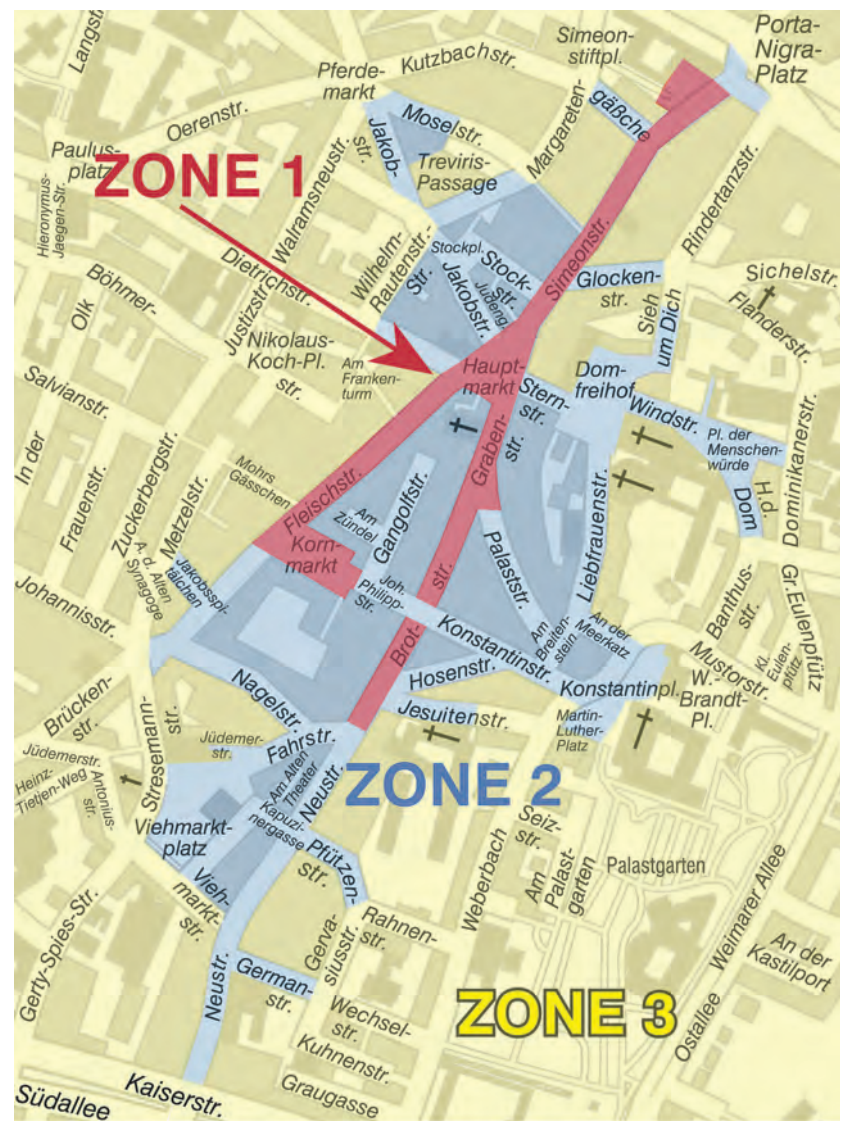 Porta-
Nigra-
Platz
Simeon-
stiftpl.
Langstr.
Kutzbachstr.
Pferde-
markt
Oerenstr.
Margareten-
gäßche
Moselstr.
Jakob-
str.
Paulus-
platz
Treviris-
Passage
ZONE 1
Walramsneustr.
Rindertanzstr.
Hieronymus-
Jaegen-Str.
Simeonstr.
Dietrichstr.
Wilhelm-
Rautenstr.-
Str.
Stockpl.
Stock-
str.
Jakobstr.
Judeng.
Glocken-
str.
Sichelstr.
Flanderstr.
Sieh
um Dich
Böhmer-
str.
Olk
Justizstr.
Nikolaus-
Koch-Pl.
Am
Franken-
turm
Haupt-
markt
Dom-
freihof
Stern-
str.
Windstr.
Pl. der
Menschen-
würde
Salvianstr.
In der
Graben-
str.
Dominikanerstr.
H.d.
Dom
Mohrs
Gässchen
Fleischstr.
Zuckerbergstr.
Frauenstr.
Metzelstr.
Am
Zündel
Gangolfstr.
Liebfrauenstr.
Korn-
markt
A. d. Alten
Synagoge
Jakobsspi-
tälchen
Palaststr.
Joh.
Philipp-
Str.
Johannisstr.
Banthus-
str.
Gr.Eulenpfütz
Kl.
Eulen-
pfütz
Brot-
str.
Konstantinstr.
Am
Breiten-
stein
An der
Meerkatz
Mustorstr.
Hosenstr.
Konstantinpl.
W.-
Brandt-
Pl.
Nagelstr.
Jesuitenstr.
Martin-
Luther-
Platz
Brücken-
str.
Stresemann-
str.
Jüdemer-
str.
Fahrstr.
Jüdemerstr.
Heinz-
Tietjen-Weg
Antonius-
str.
Am Alten
Theater
Neustr.
ZONE 2
Kapuzi-
nergasse
Viehmarkt-
platz
Seiz-
str.
Pfützen-
str.
Weberbach
Am
Palast-
garten
Palastgarten
Vieh-
markt-
str.
Rahnen-
str.
Gerva-
siusstr.
Weimarer Allee
Gerty-Spies-Str.
An der
Kastilport
Neustr.
German-
str.
ZONE 3
Wechsel-
str.
Ostallee
Kuhnenstr.
Graugasse
Kaiserstr.
Südallee